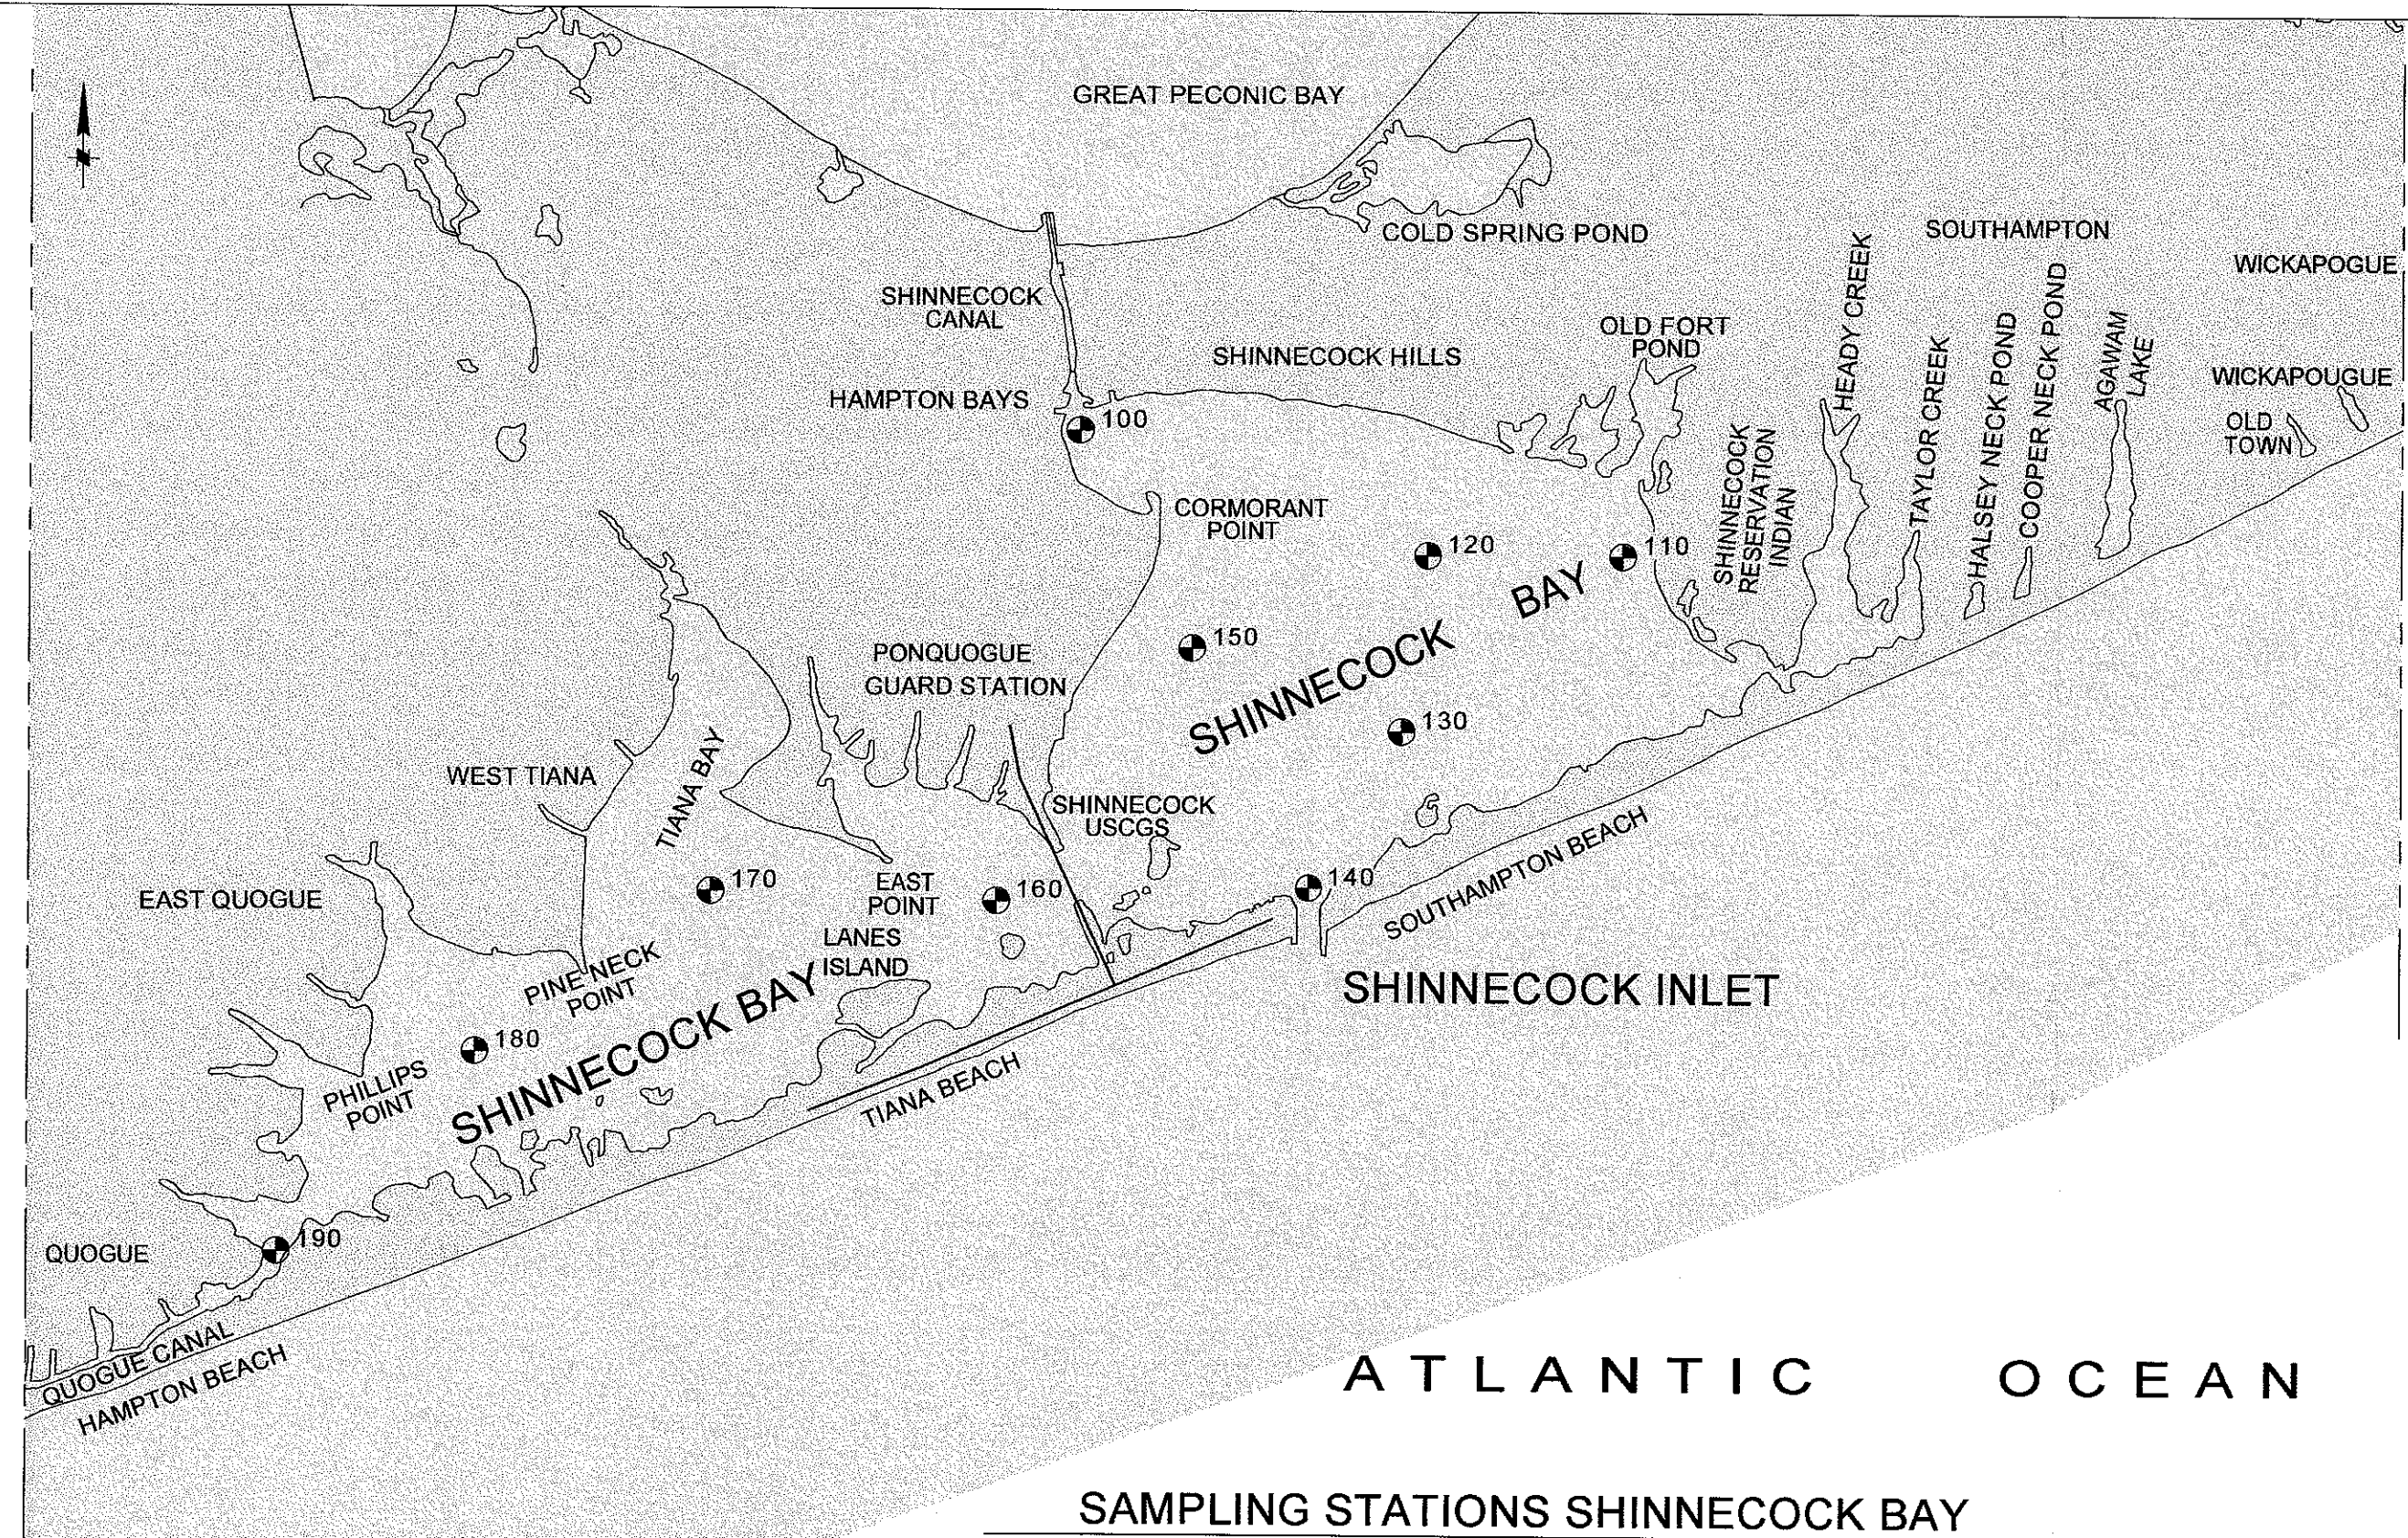 GREAT PECONIC BAY
COLD SPRING POND
SOUTHAMPTON
WICKAPOGUE
SHINNECOCK
CANAL
SHINNECOCK HILLS
OLD FORT
POND
HEADY CREEK
TAYLOR CREEK
HALSEY NECK POND
COOPER NECK POND
AGAWAM
LAKE
WICKAPOUGUE
OLD
TOWN
HAMPTON BAYS
100
SHINNECOCK
RESERVATION
INDIAN
CORMORANT
POINT
120
110
150
SHINNECOCK BAY
PONQUOGUE
GUARD STATION
130
WEST TIANA
TIANA BAY
SHINNECOCK
USCGS
170
EAST
POINT
160
140
SOUTHAMPTON BEACH
EAST QUOGUE
LANES
ISLAND
PINE NECK
POINT
SHINNECOCK INLET
180
SHINNECOCK BAY
PHILLIPS
POINT
TIANA BEACH
190
QUOGUE
QUOGUE CANAL
HAMPTON BEACH
ATLANTIC OCEAN
SAMPLING STATIONS SHINNECOCK BAY